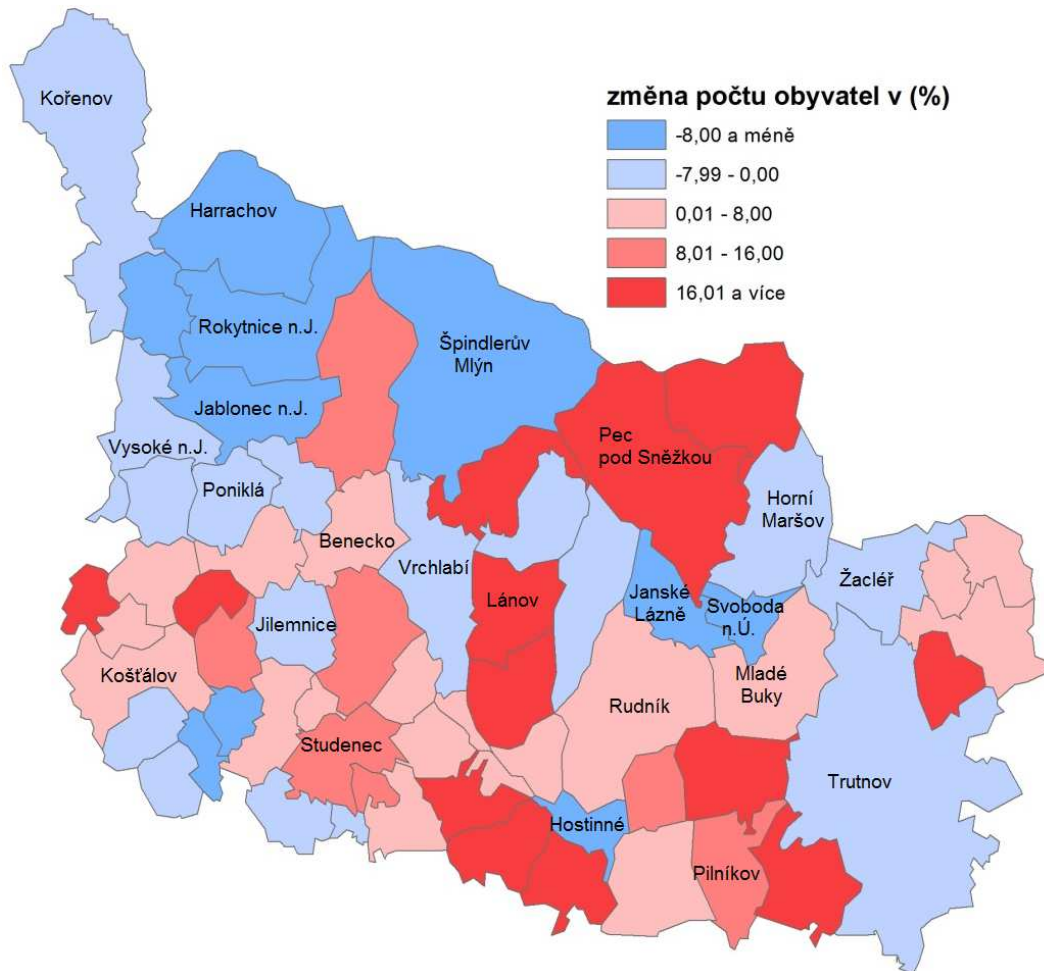 Kořenov
změna počtu obyvatel v (%)
-8,00 a méně
-7,99 - 0,00
0,01 - 8,00
8,01 - 16,00
16,01 a více
Harrachov
Rokytnice n.J.
Špindlerův
Mlýn
Jablonec n.J.
Vysoké n.J.
Pec
pod Sněžkou
Poniklá
Horní
Maršov
Benecko
Vrchlabí
Žacléř
Lánov
Janské
Lázně
Svoboda
n.Ú.
Jilemnice
Košťálov
Mladé
Buky
Rudník
Studenec
Trutnov
Hostinné
Pilníkov